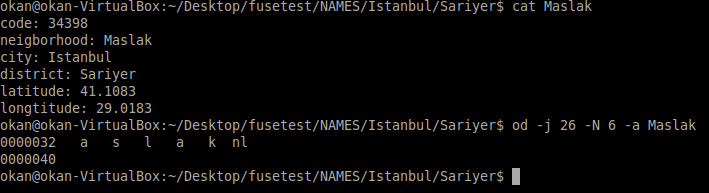 okan@okan-VirtualBox:~/Desktop/fusetest/NAMES/Istanbul/Sariyer$ cat Maslak
code: 34398
neigborhood: Maslak
city: Istanbul
district: Sariyer
latitude: 41.1083
longtitude: 29.0183
okan@okan-VirtualBox:~/Desktop/fusetest/NAMES/Istanbul/Sariyer$ od -j 26 -N 6 -a Maslak
0000032   a   s   l   a   k  nl
0000040
okan@okan-VirtualBox:~/Desktop/fusetest/NAMES/Istanbul/Sariyer$